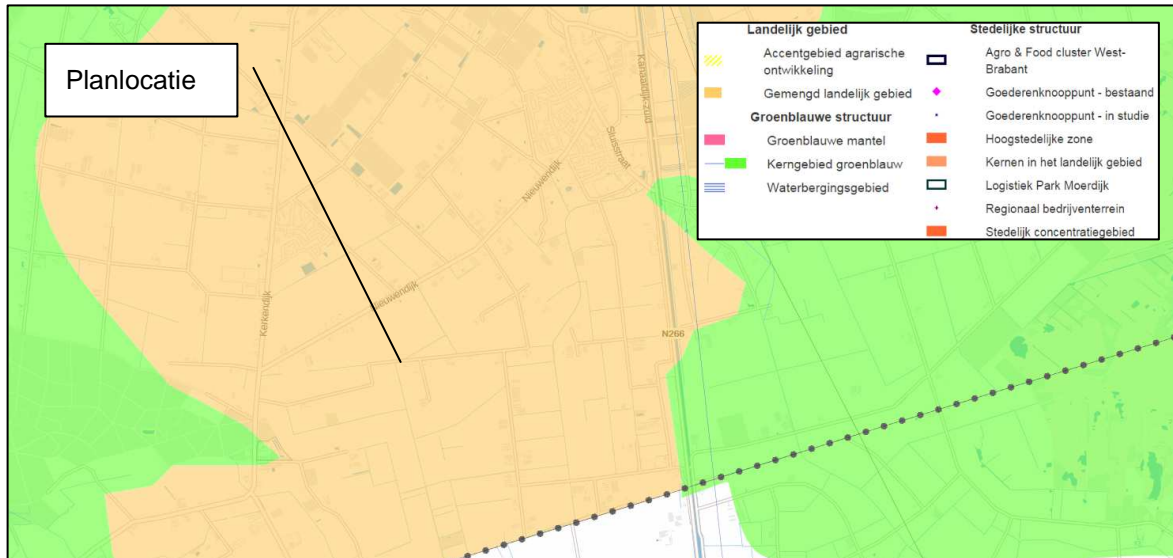 Planlocatie
Kerkendijk
Nieuwendijk
Nieuwendijk
Kanaaldijk-zuid
Sluisstraat
N266
Landelijk gebied
Accentgebied agrarische
ontwikkeling
Gemengd landelijk gebied
Groenblauwe structuur
Groenblauwe mantel
Kerngebied groenblauw
Waterbergingsgebied
Stedelijke structuur
Agro & Food cluster West-
Brabant
Goederenknooppunt - bestaand
Goederenknooppunt - in studie
Hoogstedelijke zone
Kernen in het landelijk gebied
Logistiek Park Moerdijk
Regionaal bedrijventerrein
Stedelijk concentratiegebied